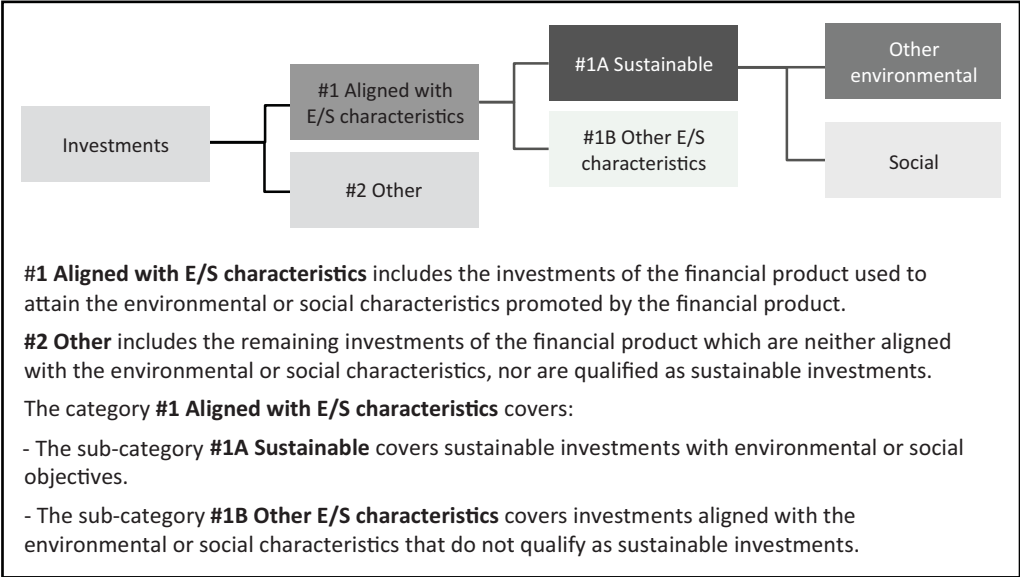 Investments
#1 Aligned with
E/S characteristics
#2 Other
#1A Sustainable
#1B Other E/S
characteristics
Other
environmental
Social
#1 Aligned with E/S characteristics includes the investments of the financial product used to
attain the environmental or social characteristics promoted by the financial product.
#2 Other includes the remaining investments of the financial product which are neither aligned
with the environmental or social characteristics, nor are qualified as sustainable investments.
The category #1 Aligned with E/S characteristics covers:
- The sub-category #1A Sustainable covers sustainable investments with environmental or social
objectives.
- The sub-category #1B Other E/S characteristics covers investments aligned with the
environmental or social characteristics that do not qualify as sustainable investments.